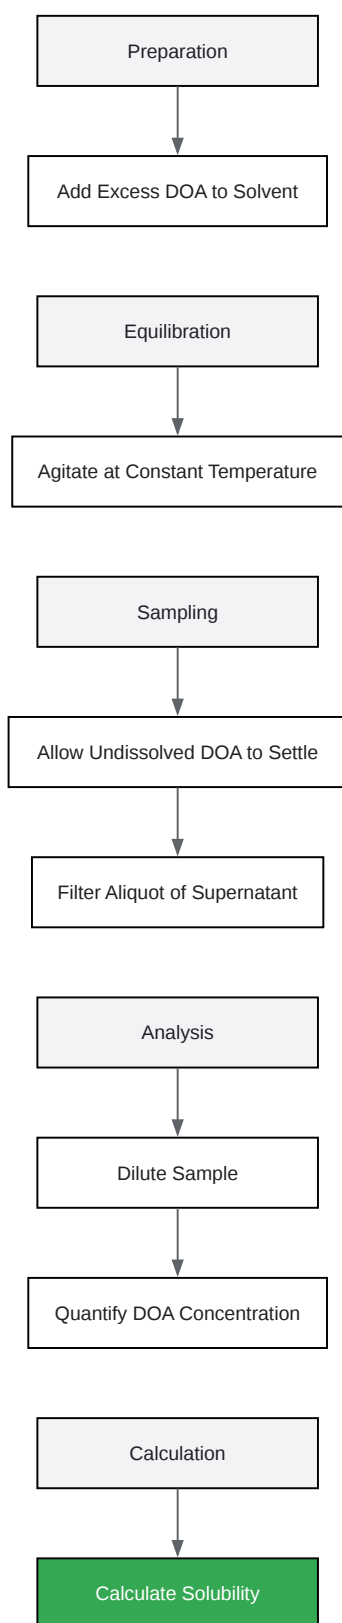 Preparation
Add Excess DOA to Solvent
Equilibration
Agitate at Constant Temperature
Sampling
Allow Undissolved DOA to Settle
Filter Aliquot of Supernatant
Analysis
Dilute Sample
Quantify DOA Concentration
Calculation
Calculate Solubility